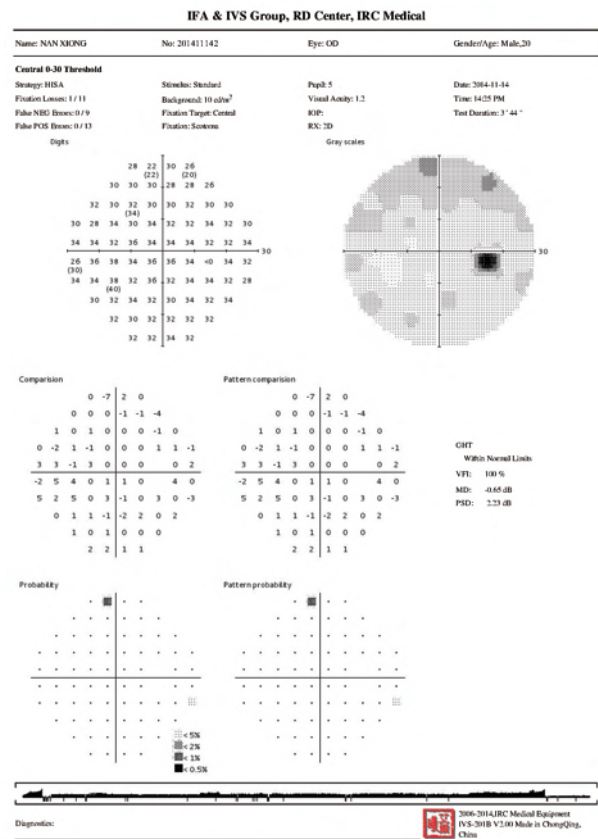 IFA & IVS Group, RD Center, IRC Medical
Name: NAN XIONG No: 201411142 Eye: OD Gender/Age: Male,20
Central 0-30 Threshold
Strategy: HISA Stimulus: Standard Pupil: 5 Date: 2014-11-14
Fixation Losses: 1 / 11 Background: 10 cd/m² Visual Acuity: 1.2 Time: 14:25 PM
False NEG Errors: 0 / 9 Fixation Target: Central IOP: Test Duration: 3 ' 44 "
False POS Errors: 0 / 13 Fixation: Scotoma RX: 2D
Digits Gray scales
28 22 30 26
(22) (20)
30 30 30 28 28 26
32 30 30 32 32 30 30 30
(34)
30 28 34 30 34 32 32 34 32 30
34 34 32 36 34 34 34 32 32 34 30 30
26 36 38 34 36 36 34 <0 34 32
(30)
34 34 38 32 36 32 34 32 32 28
(40)
30 32 34 32 30 34 32 34
32 30 32 32 32 32
32 32 34 32
Comparision Pattern comparision
0 -7 2 0 0 -7 2 0
0 0 0 -1 -1 -4 0 0 0 -1 -1 -4
1 0 1 0 0 0 -1 0 1 0 1 0 0 0 -1 0
0 -2 1 -1 0 0 0 1 1 -1 0 -2 1 -1 0 0 0 1 1 -1
3 3 -1 3 0 0 0 0 2 3 3 -1 3 0 0 0 0 2
-2 5 4 0 1 1 0 4 0 -2 5 4 0 1 1 0 4 0
5 2 5 0 3 -1 0 3 0 -3 5 2 5 0 3 -1 0 3 0 -3
0 1 1 -1 -2 2 0 2 0 1 1 -1 -2 2 0 2
1 0 1 0 0 0 1 0 1 0 0 0
2 2 1 1 2 2 1 1
GHT
Within Normal Limits
VFI: 100 %
MD: -0.65 dB
PSD: 2.23 dB
Probability Pattern probability
< 5%
< 2%
< 1%
< 0.5%
Diagnostics:
2006-2014,IRC Medical Equipment
IVS-201B V2.00 Made in ChongQing,
China